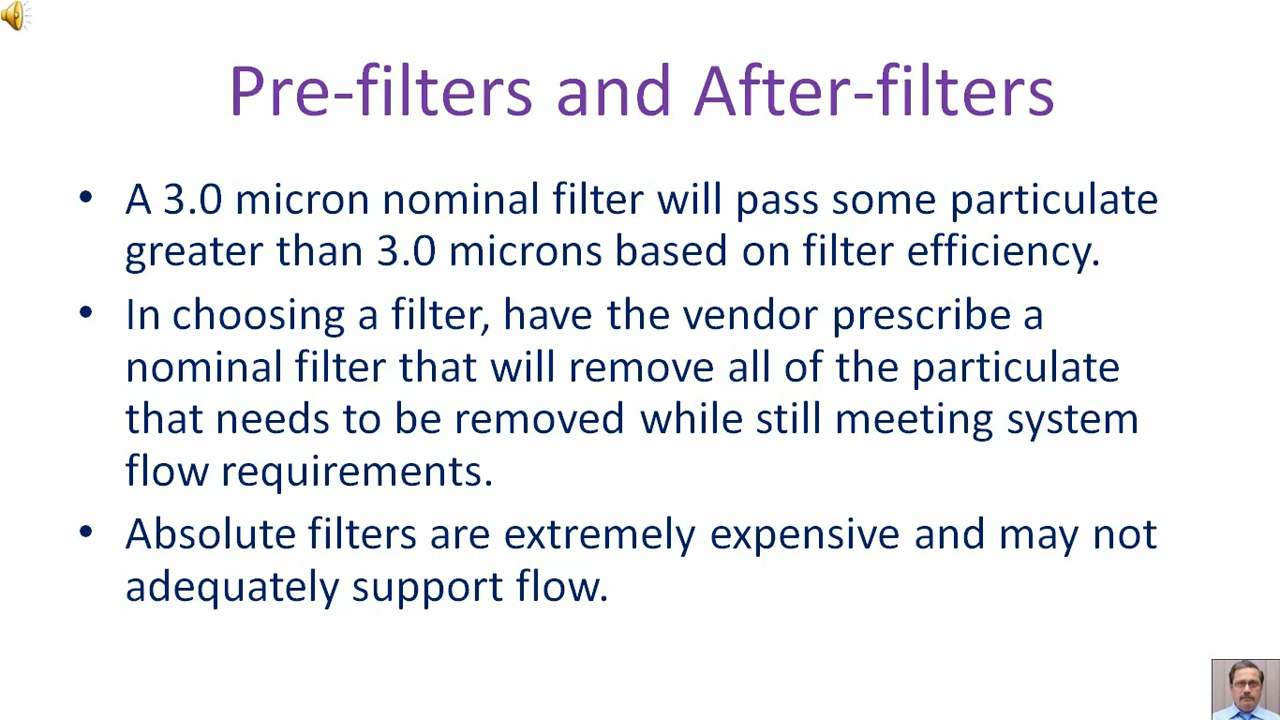 Pre-filters and After-filters
• A 3.0 micron nominal filter will pass some particulate
greater than 3.0 microns based on filter efficiency.
• In choosing a filter, have the vendor prescribe a
nominal filter that will remove all of the particulate
that needs to be removed while still meeting system
flow requirements.
• Absolute filters are extremely expensive and may not
adequately support flow.